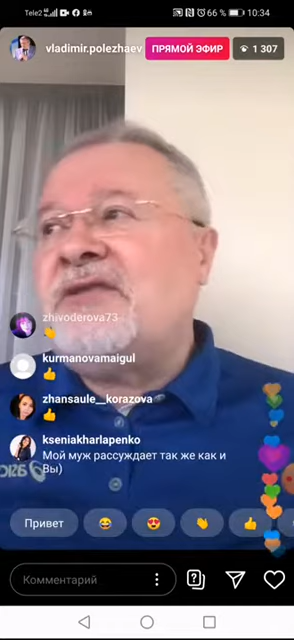 Tele2 66 % 10:34
vladimir.polezhaev ПРЯМОЙ ЭФИР 1 307
zhivoderova73
kurmanovamaigul
zhansaule__korazova
kseniakharlapenko
Мой муж рассуждает так же как и
Вы)
asics
Привет
Комментарий